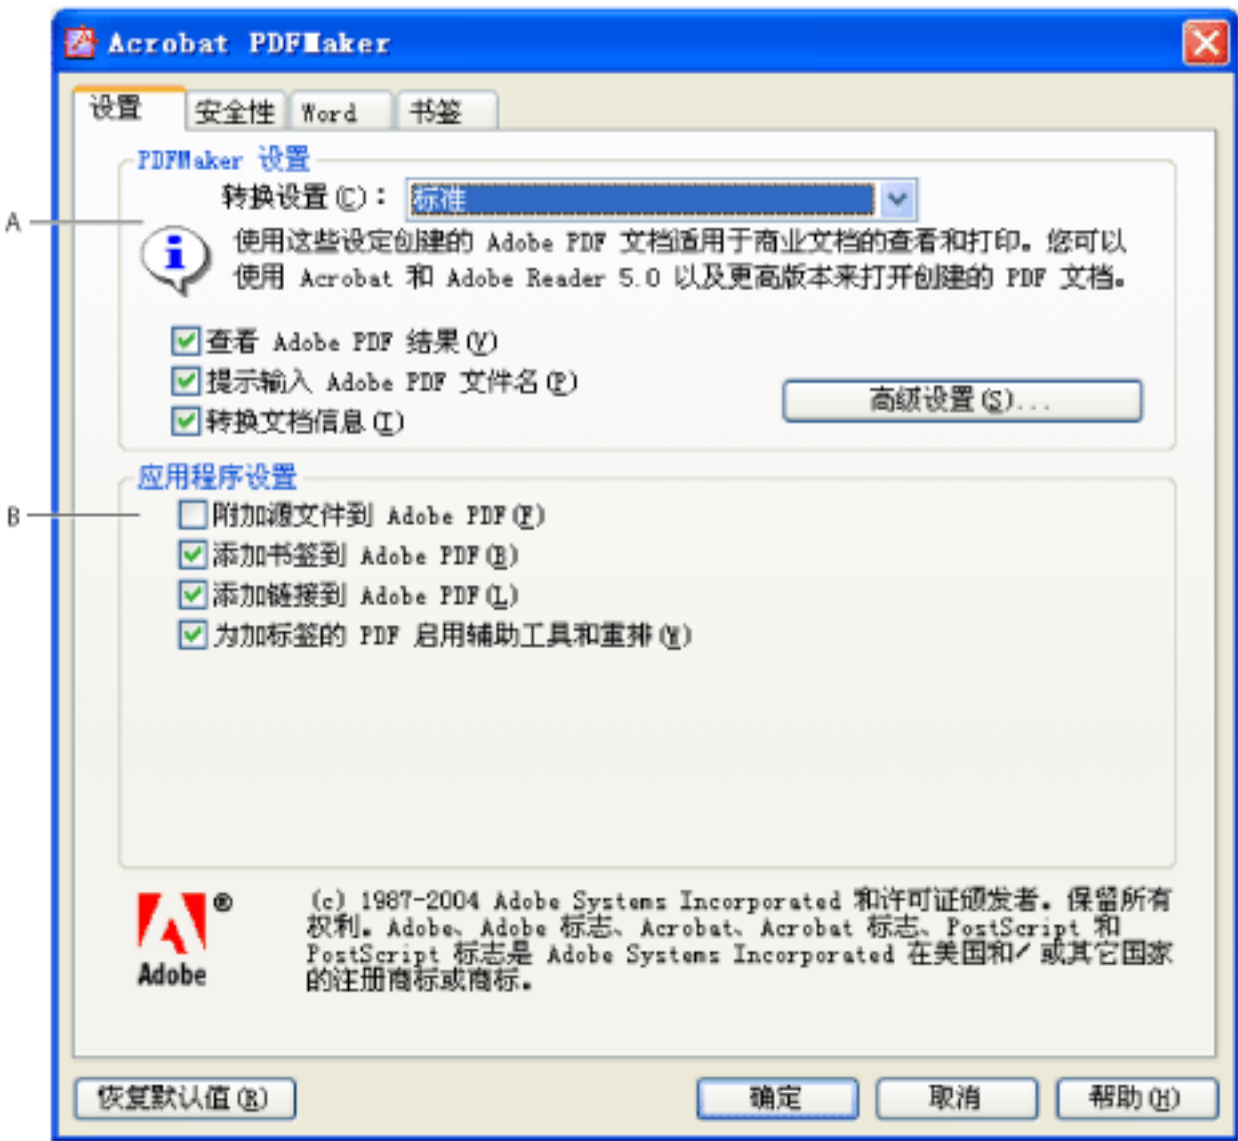 Acrobat PDFMaker
设置 安全性 Word 书签
PDFMaker 设置
转换设置(C)： 标准
A
使用这些设定创建的 Adobe PDF 文档适用于商业文档的查看和打印。您可以
使用 Acrobat 和 Adobe Reader 5.0 以及更高版本来打开创建的 PDF 文档。
查看 Adobe PDF 结果(V)
提示输入 Adobe PDF 文件名(P)
高级设置(S)...
转换文档信息(I)
应用程序设置
B
附加源文件到 Adobe PDF(F)
添加书签到 Adobe PDF(B)
添加链接到 Adobe PDF(L)
为加标签的 PDF 启用辅助工具和重排(W)
Adobe
®
(c) 1987-2004 Adobe Systems Incorporated 和许可证颁发者。保留所有
权利。Adobe、Adobe 标志、Acrobat、Acrobat 标志、PostScript 和
PostScript 标志是 Adobe Systems Incorporated 在美国和/ 或其它国家
的注册商标或商标。
恢复默认值(R) 确定 取消 帮助(H)